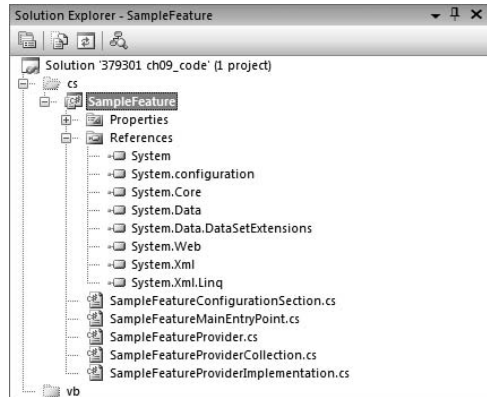 Solution Explorer - SampleFeature
Solution '379301 ch09_code' (1 project)
cs
SampleFeature
Properties
References
System
System.configuration
System.Core
System.Data
System.Data.DataSetExtensions
System.Web
System.Xml
System.Xml.Linq
SampleFeatureConfigurationSection.cs
SampleFeatureMainEntryPoint.cs
SampleFeatureProvider.cs
SampleFeatureProviderCollection.cs
SampleFeatureProviderImplementation.cs
vb